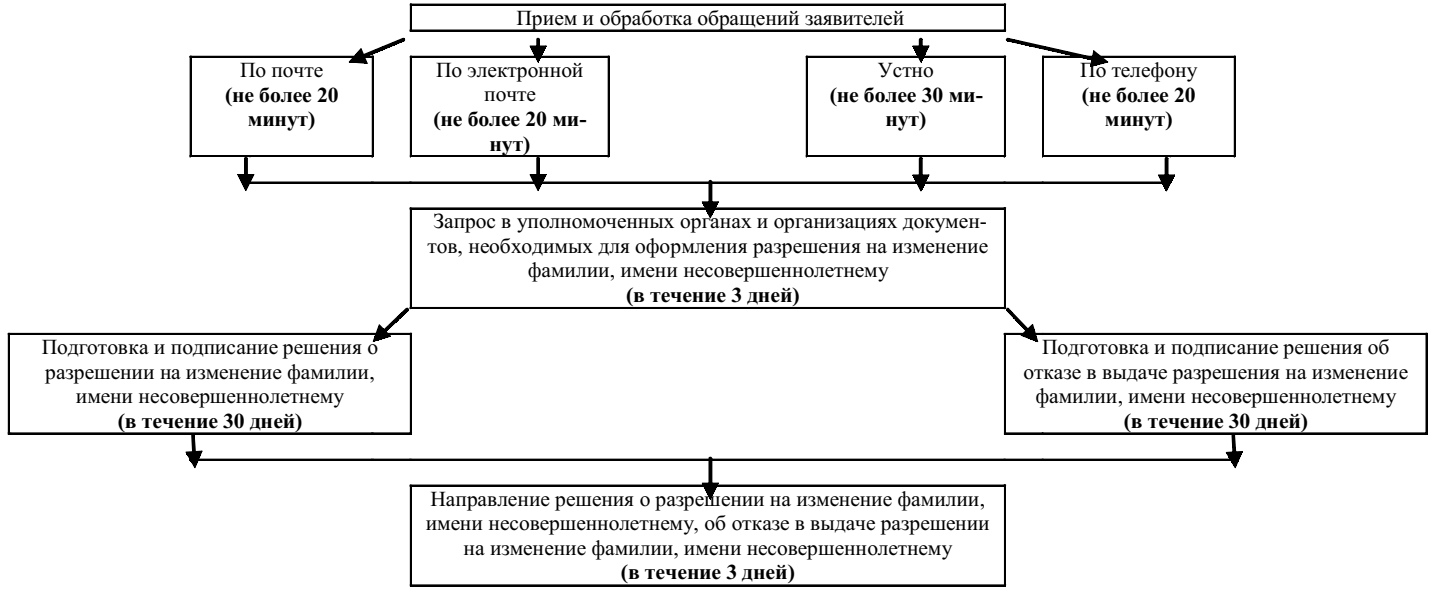 Прием и обработка обращений заявителей
По почте
(не более 20
минут)
По электронной
почте
(не более 20 ми-
нут)
Устно
(не более 30 ми-
нут)
По телефону
(не более 20
минут)
Запрос в уполномоченных органах и организациях докумен-
тов, необходимых для оформления разрешения на изменение
фамилии, имени несовершеннолетнему
(в течение 3 дней)
Подготовка и подписание решения о
разрешении на изменение фамилии,
имени несовершеннолетнему
(в течение 30 дней)
Подготовка и подписание решения об
отказе в выдаче разрешения на изменение
фамилии, имени несовершеннолетнему
(в течение 30 дней)
Направление решения о разрешении на изменение фамилии,
имени несовершеннолетнему, об отказе в выдаче разрешении
на изменение фамилии, имени несовершеннолетнему
(в течение 3 дней)